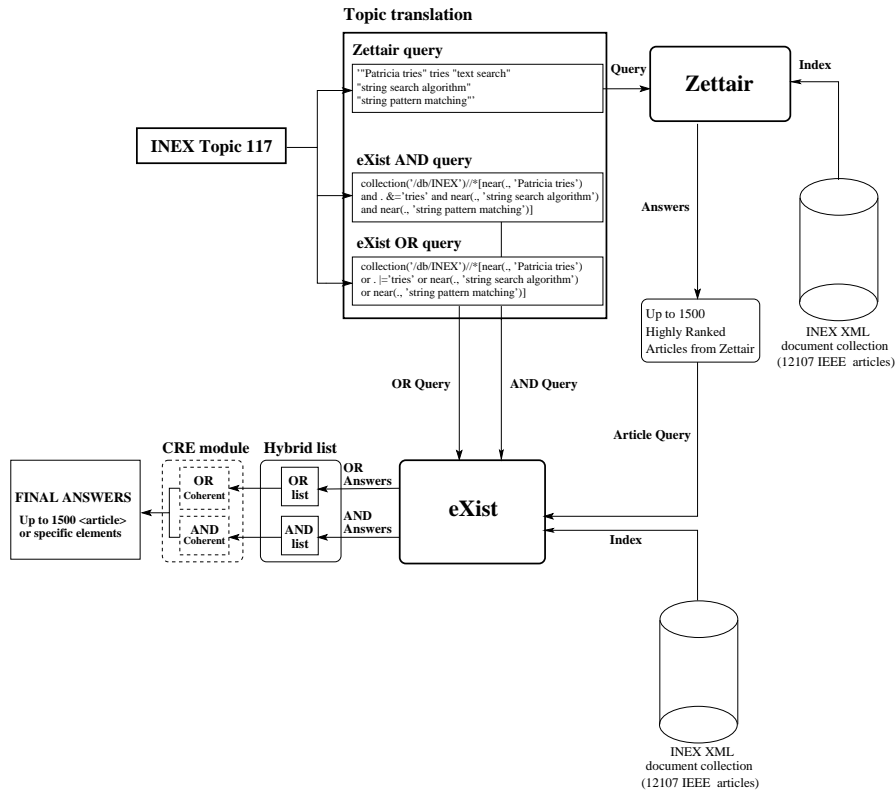 Topic translation
Zettair query
'"Patricia tries" tries "text search"
"string search algorithm"
"string pattern matching"'
Query
Zettair
Index
INEX Topic 117
eXist AND query
collection('/db/INEX')//*[near(., 'Patricia tries')
and . &='tries' and near(., 'string search algorithm')
and near(., 'string pattern matching')]
Answers
eXist OR query
collection('/db/INEX')//*[near(., 'Patricia tries')
or . |='tries' or near(., 'string search algorithm')
or near(., 'string pattern matching')]
Up to 1500
Highly Ranked
Articles from Zettair
INEX XML
document collection
(12107 IEEE articles)
OR Query
AND Query
Article Query
CRE module
Hybrid list
FINAL ANSWERS
Up to 1500 <article>
or specific elements
OR
Coherent
AND
Coherent
OR
list
AND
list
OR
Answers
AND
Answers
eXist
Index
INEX XML
document collection
(12107 IEEE articles)